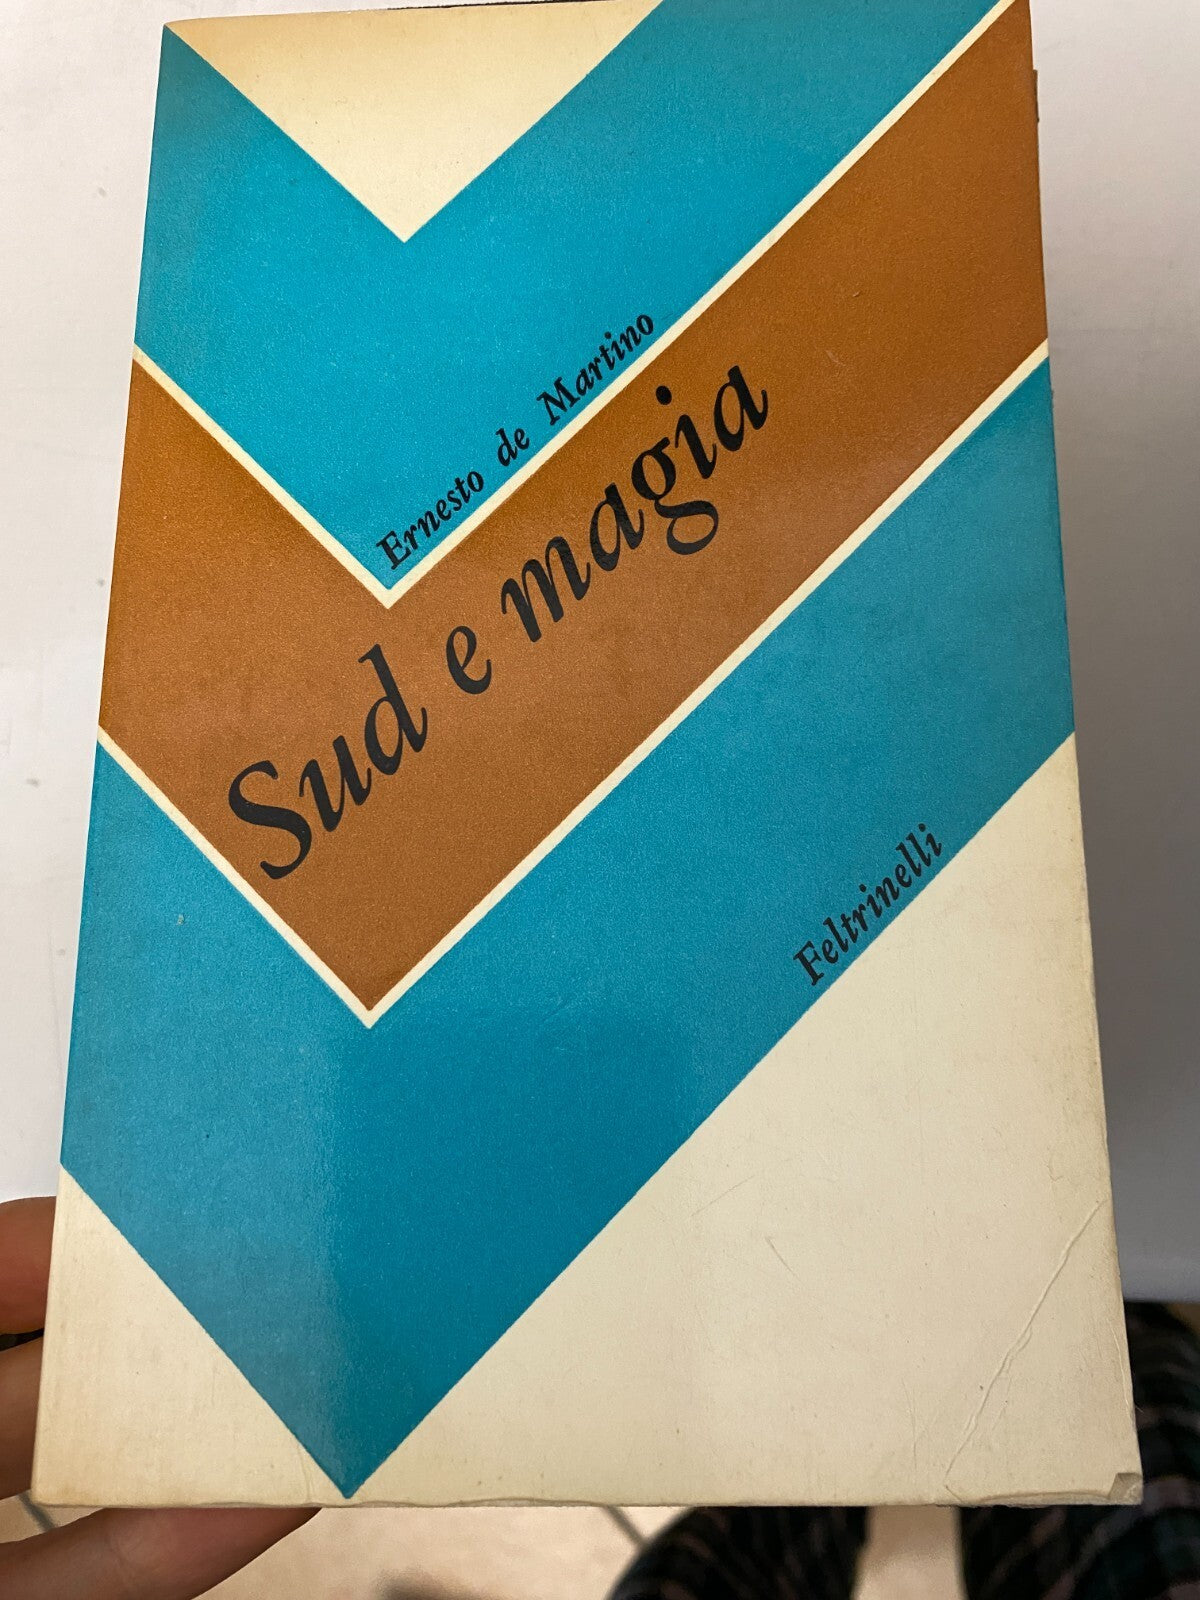 Ernesto de Martino
Sud e magia
Feltrinelli